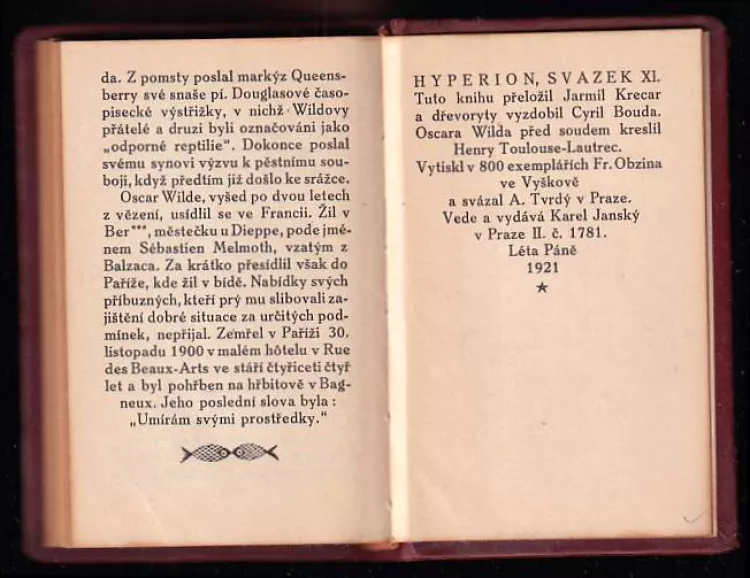 da. Z pomsty poslal markýz Queens-
berry své snaše pí. Douglasové časo-
pisecké výstřižky, v nichž Wildovy
přátelé a druzi byli označováni jako
„odporné reptilie". Dokonce poslal
svému synovi výzvu k pěstnímu sou-
boji, když předtím již došlo ke srážce.
Oscar Wilde, vyšed po dvou letech
z vězení, usídlil se ve Francii. Žil v
Ber***, městečku u Dieppe, pode jmé-
nem Sébastien Melmoth, vzatým z
Balzaca. Za krátko přesídlil však do
Paříže, kde žil v bídě. Nabídky svých
příbuzných, kteří prý mu slibovali za-
jištění dobré situace za určitých pod-
mínek, nepřijal. Zemřel v Paříži 30.
listopadu 1900 v malém hôtelu v Rue
des Beaux-Arts ve stáří čtyřiceti čtyř
let a byl pohřben na hřbitově v Bag-
neux. Jeho poslední slova byla:
„Umírám svými prostředky."
HYPERION, SVAZEK XI.
Tuto knihu přeložil Jarmil Krecar
a dřevoryty vyzdobil Cyril Bouda.
Oscara Wilda před soudem kreslil
Henry Toulouse-Lautrec.
Vytiskl v 800 exemplářích Fr. Obzina
ve Vyškově
a svázal A. Tvrdý v Praze.
Vede a vydává Karel Janský
v Praze II. č. 1781.
Léta Páně
1921